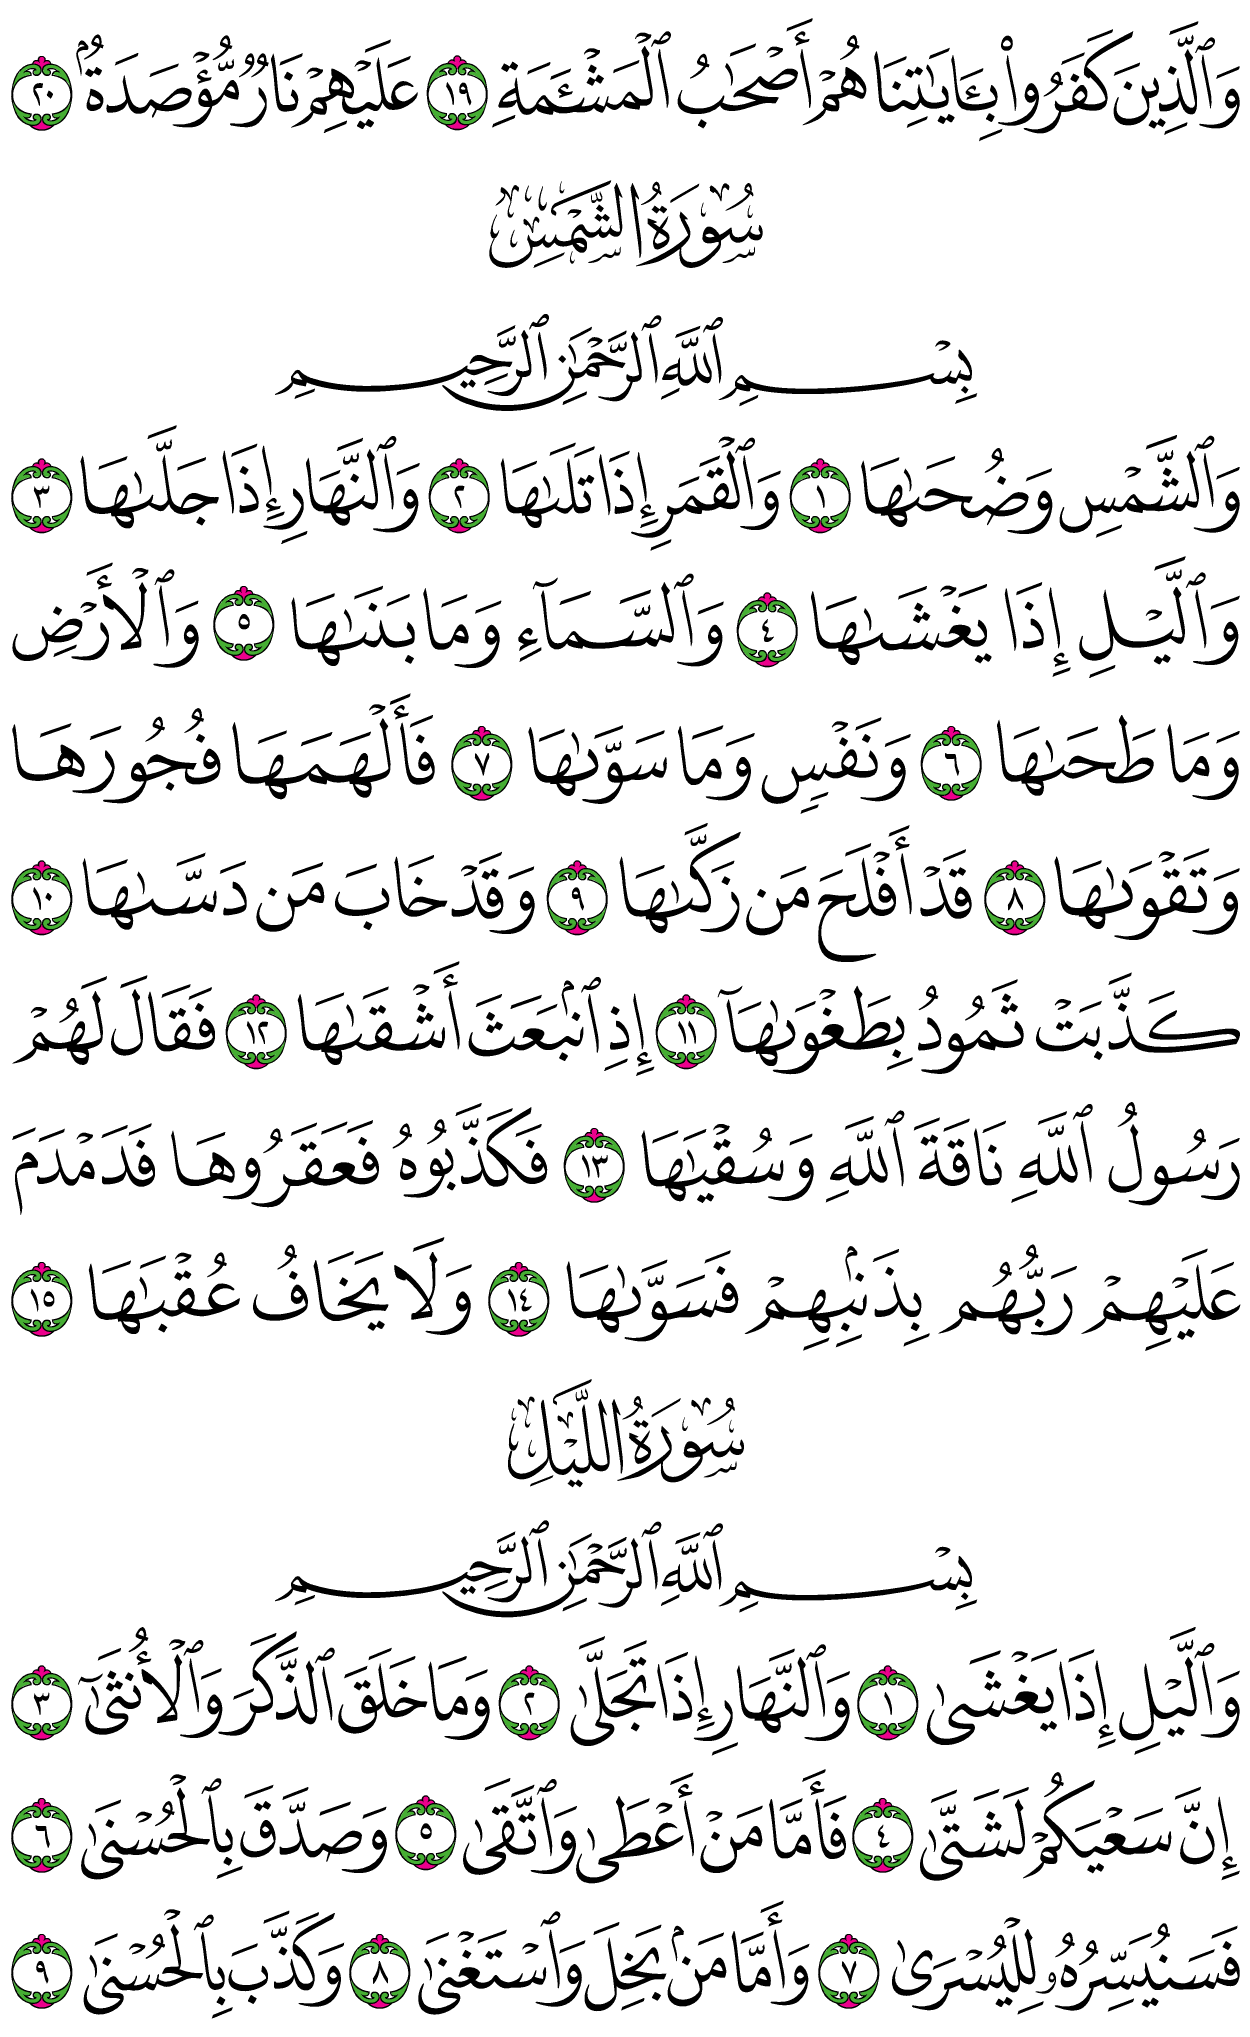 وَٱلَّذِينَ كَفَرُوا۟ بِـَٔايَـٰتِنَا هُمْ أَصْحَـٰبُ ٱلْمَشْـَٔمَةِ ١٩ عَلَيْهِمْ نَارٌ مُّؤْصَدَةٌۢ ٢٠
سُورَةُ الشَّمْسِ
بِسْمِ ٱللَّهِ ٱلرَّحْمَـٰنِ ٱلرَّحِيمِ
وَٱلشَّمْسِ وَضُحَىٰهَا ١ وَٱلْقَمَرِ إِذَا تَلَىٰهَا ٢ وَٱلنَّهَارِ إِذَا جَلَّىٰهَا ٣
وَٱلَّيْلِ إِذَا يَغْشَىٰهَا ٤ وَٱلسَّمَآءِ وَمَا بَنَىٰهَا ٥ وَٱلْأَرْضِ
وَمَا طَحَىٰهَا ٦ وَنَفْسٍ وَمَا سَوَّىٰهَا ٧ فَأَلْهَمَهَا فُجُورَهَا
وَتَقْوَىٰهَا ٨ قَدْ أَفْلَحَ مَن زَكَّىٰهَا ٩ وَقَدْ خَابَ مَن دَسَّىٰهَا ١٠
كَذَّبَتْ ثَمُودُ بِطَغْوَىٰهَآ ١١ إِذِ ٱنۢبَعَثَ أَشْقَىٰهَا ١٢ فَقَالَ لَهُمْ
رَسُولُ ٱللَّهِ نَاقَةَ ٱللَّهِ وَسُقْيَـٰهَا ١٣ فَكَذَّبُوهُ فَعَقَرُوهَا فَدَمْدَمَ
عَلَيْهِمْ رَبُّهُم بِذَنۢبِهِمْ فَسَوَّىٰهَا ١٤ وَلَا يَخَافُ عُقْبَـٰهَا ١٥
سُورَةُ اللَّيْلِ
بِسْمِ ٱللَّهِ ٱلرَّحْمَـٰنِ ٱلرَّحِيمِ
وَٱلَّيْلِ إِذَا يَغْشَىٰ ١ وَٱلنَّهَارِ إِذَا تَجَلَّىٰ ٢ وَمَا خَلَقَ ٱلذَّكَرَ وَٱلْأُنثَىٰٓ ٣
إِنَّ سَعْيَكُمْ لَشَتَّىٰ ٤ فَأَمَّا مَنْ أَعْطَىٰ وَٱتَّقَىٰ ٥ وَصَدَّقَ بِٱلْحُسْنَىٰ ٦
فَسَنُيَسِّرُهُۥ لِلْيُسْرَىٰ ٧ وَأَمَّا مَنۢ بَخِلَ وَٱسْتَغْنَىٰ ٨ وَكَذَّبَ بِٱلْحُسْنَىٰ ٩